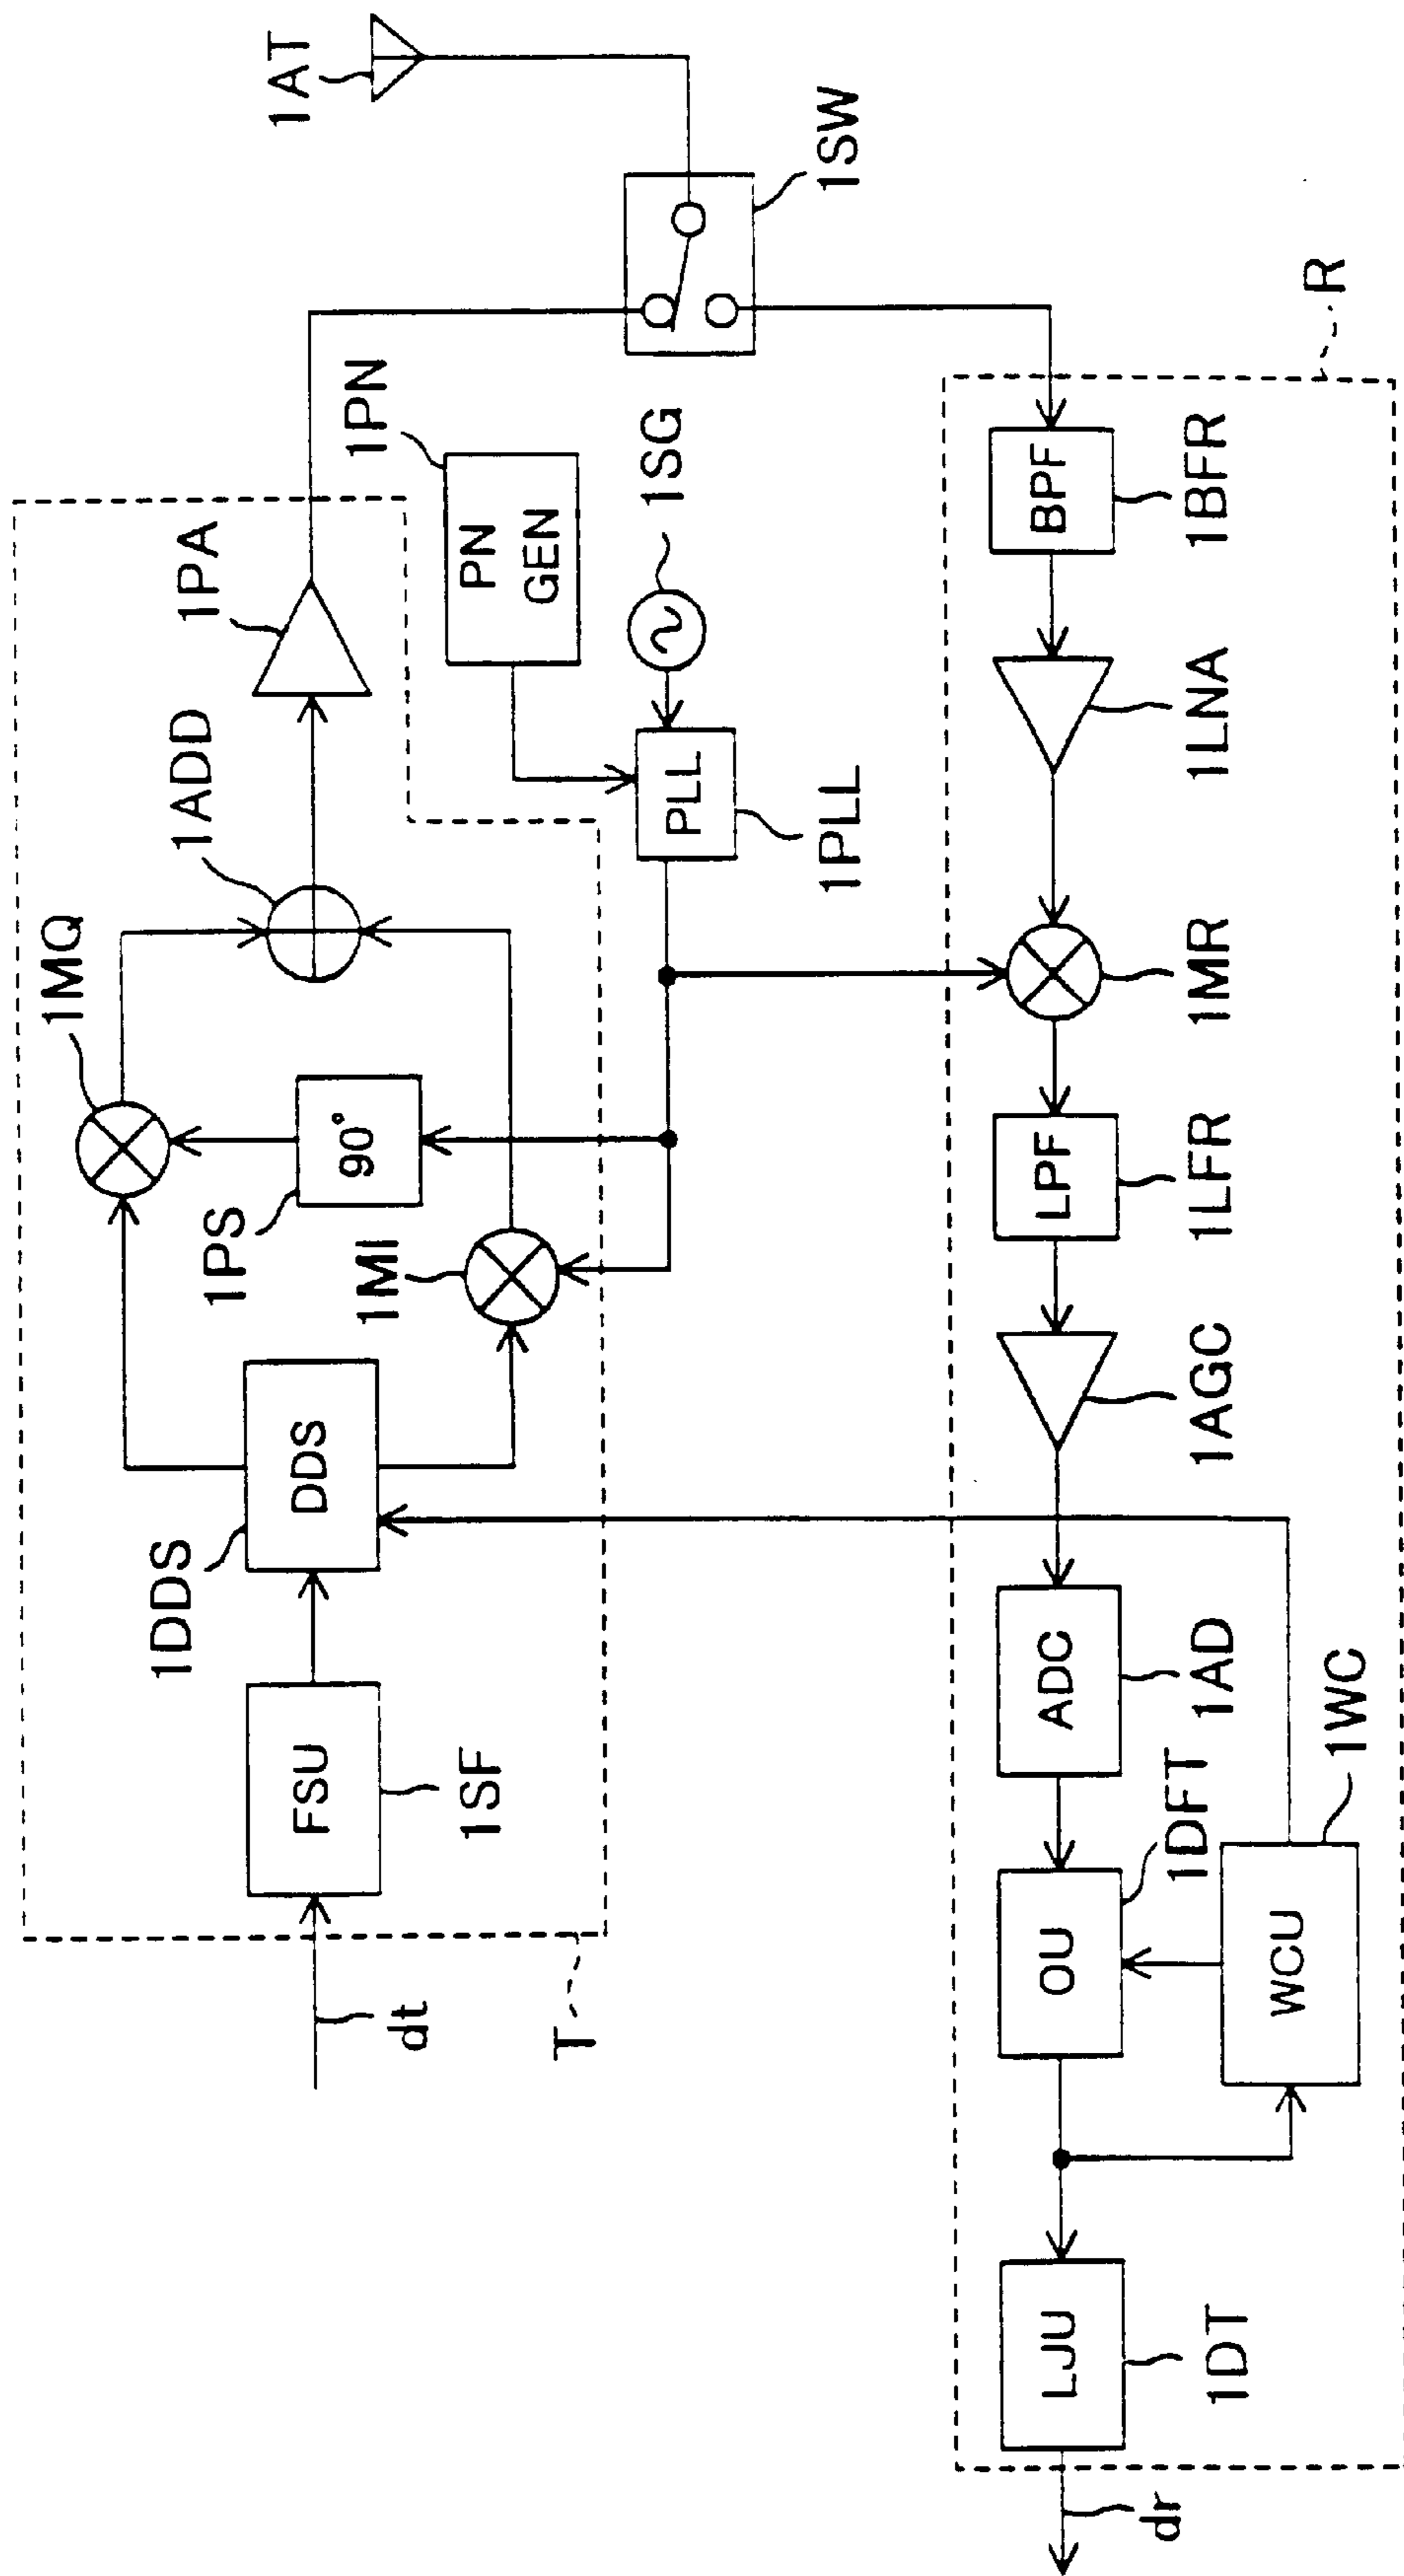 1AT
1SW
R
1PN
PN
GEN
1SG
PLL
1PLL
1PA
1ADD
1MQ
90°
1PS
1MI
DDS
1DDS
FSU
1SF
dt
T
BPF
1BFR
1LNA
1MR
LPF
1LFR
1AGC
ADC
1AD
OU
1DFT
WCU
1WC
LJU
1DT
dr